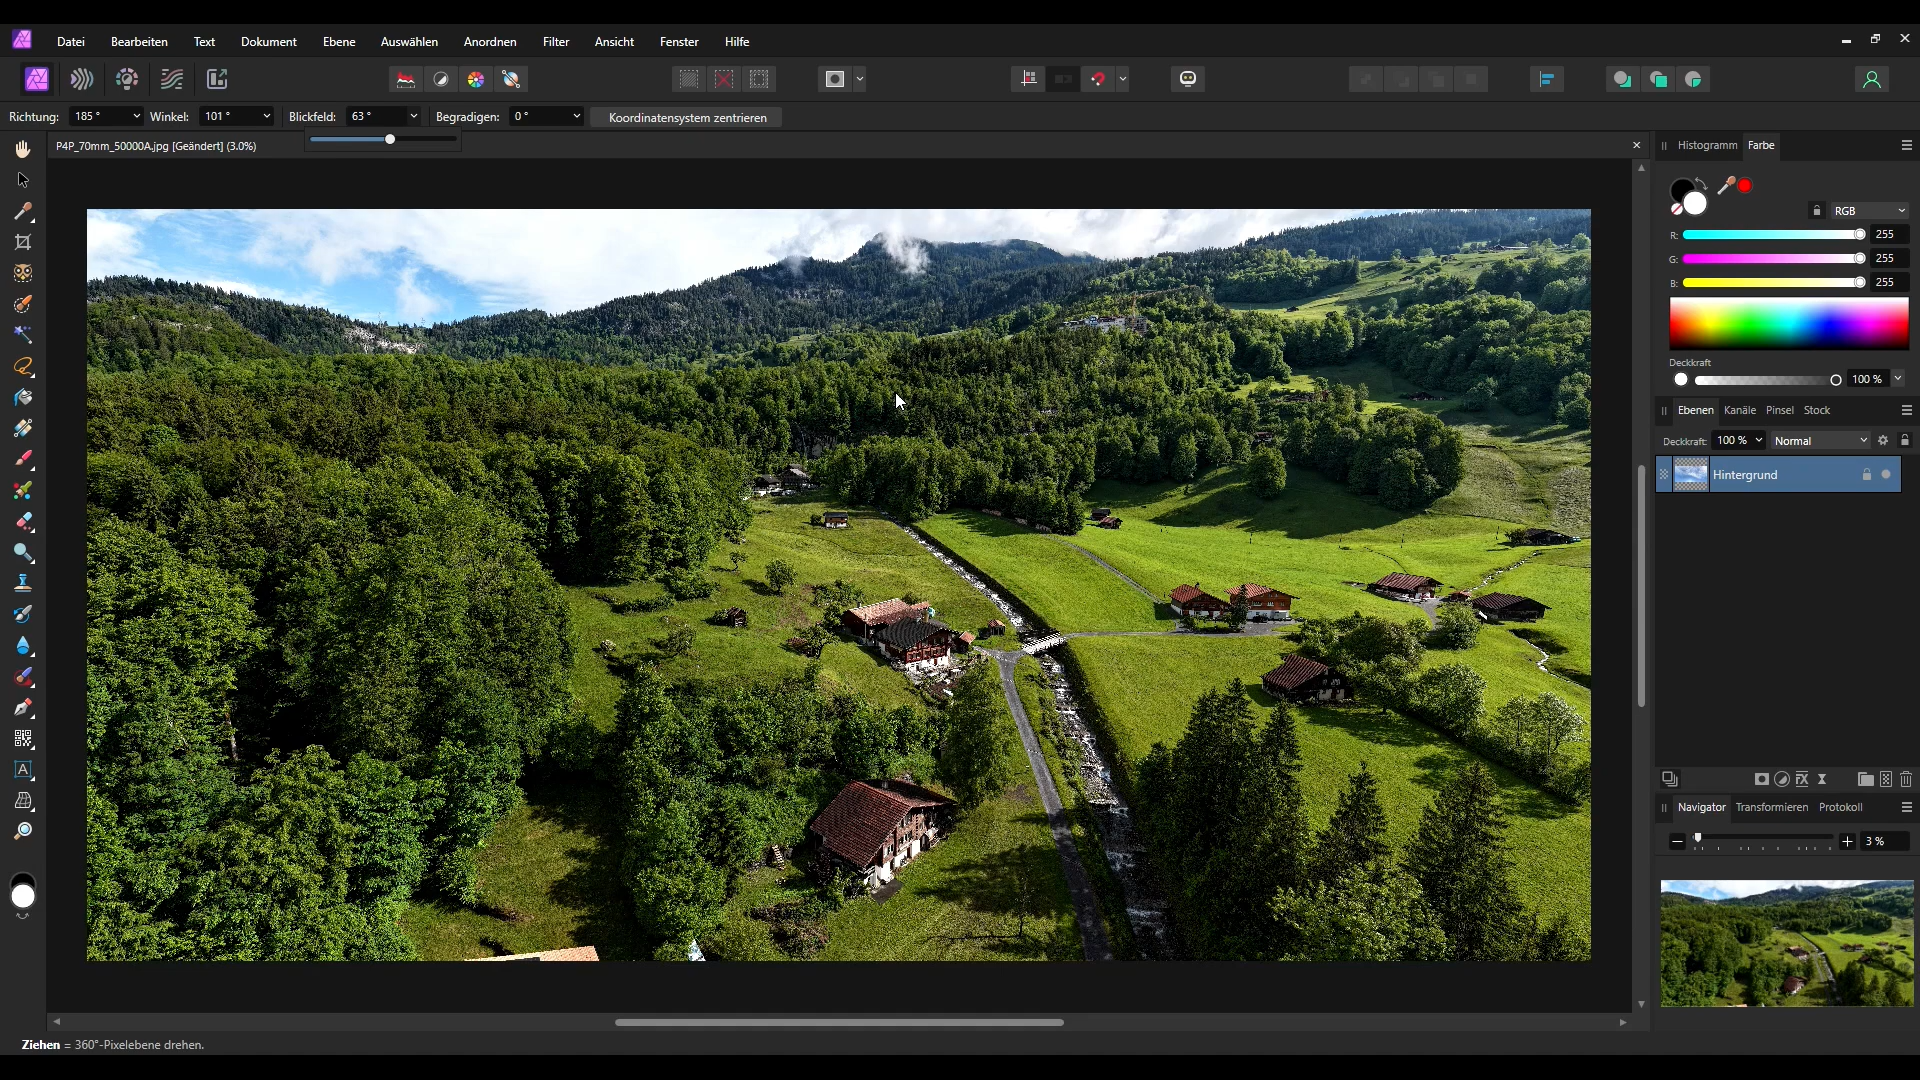 Datei Bearbeiten Text Dokument Ebene Auswählen Anordnen Filter Ansicht Fenster Hilfe
Richtung: 185 ° Winkel: 101 ° Blickfeld: 63 ° Begradigen: 0 ° Koordinatensystem zentrieren
P4P_70mm_50000A.jpg [Geändert] (3.0%)
Histogramm Farbe
RGB
R: 255
G: 255
B: 255
Deckkraft
100 %
Ebenen Kanäle Pinsel Stock
Deckkraft: 100 % Normal
Hintergrund
Navigator Transformieren Protokoll
3 %
Ziehen = 360°-Pixelebene drehen.